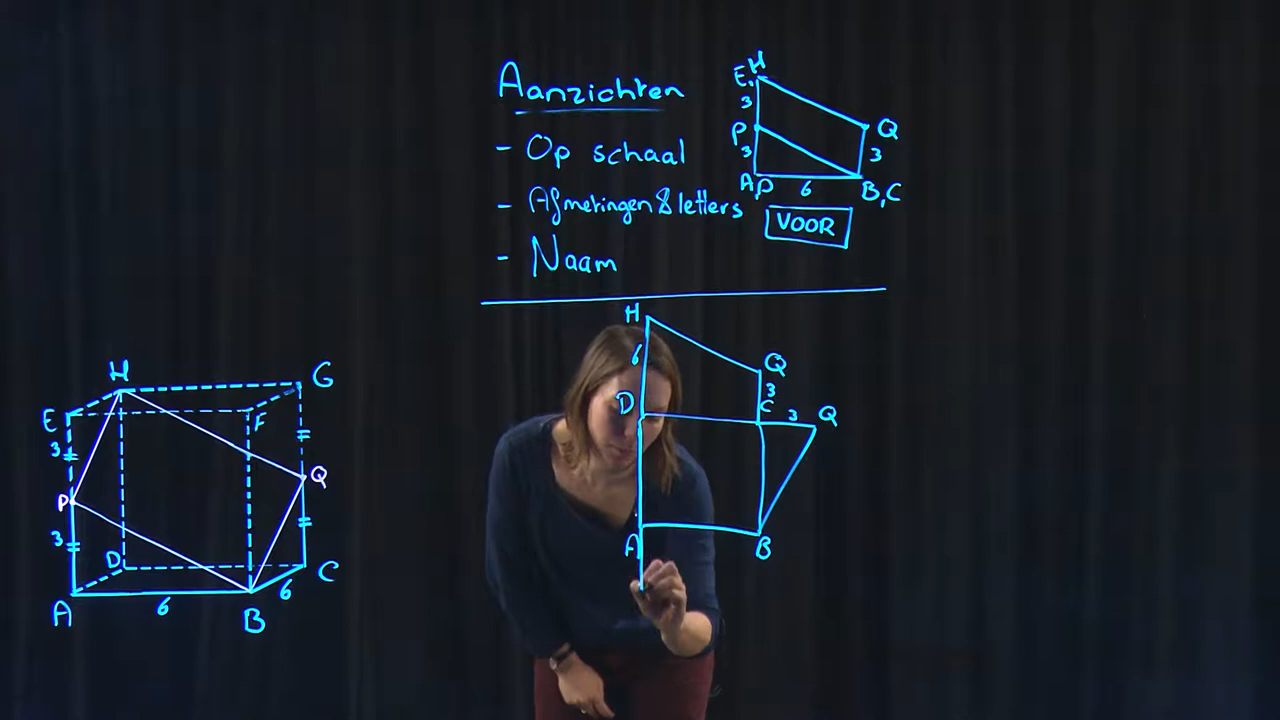 Aanzichten
- Op schaal
- Afmetingen & letters
- Naam
E, H
3
P
3
Q
3
A,D
6
B,C
VOOR
H
6
Q
3
D
C
3
Q
A
B
H
G
E
F
3
P
Q
3
D
C
6
6
A
B